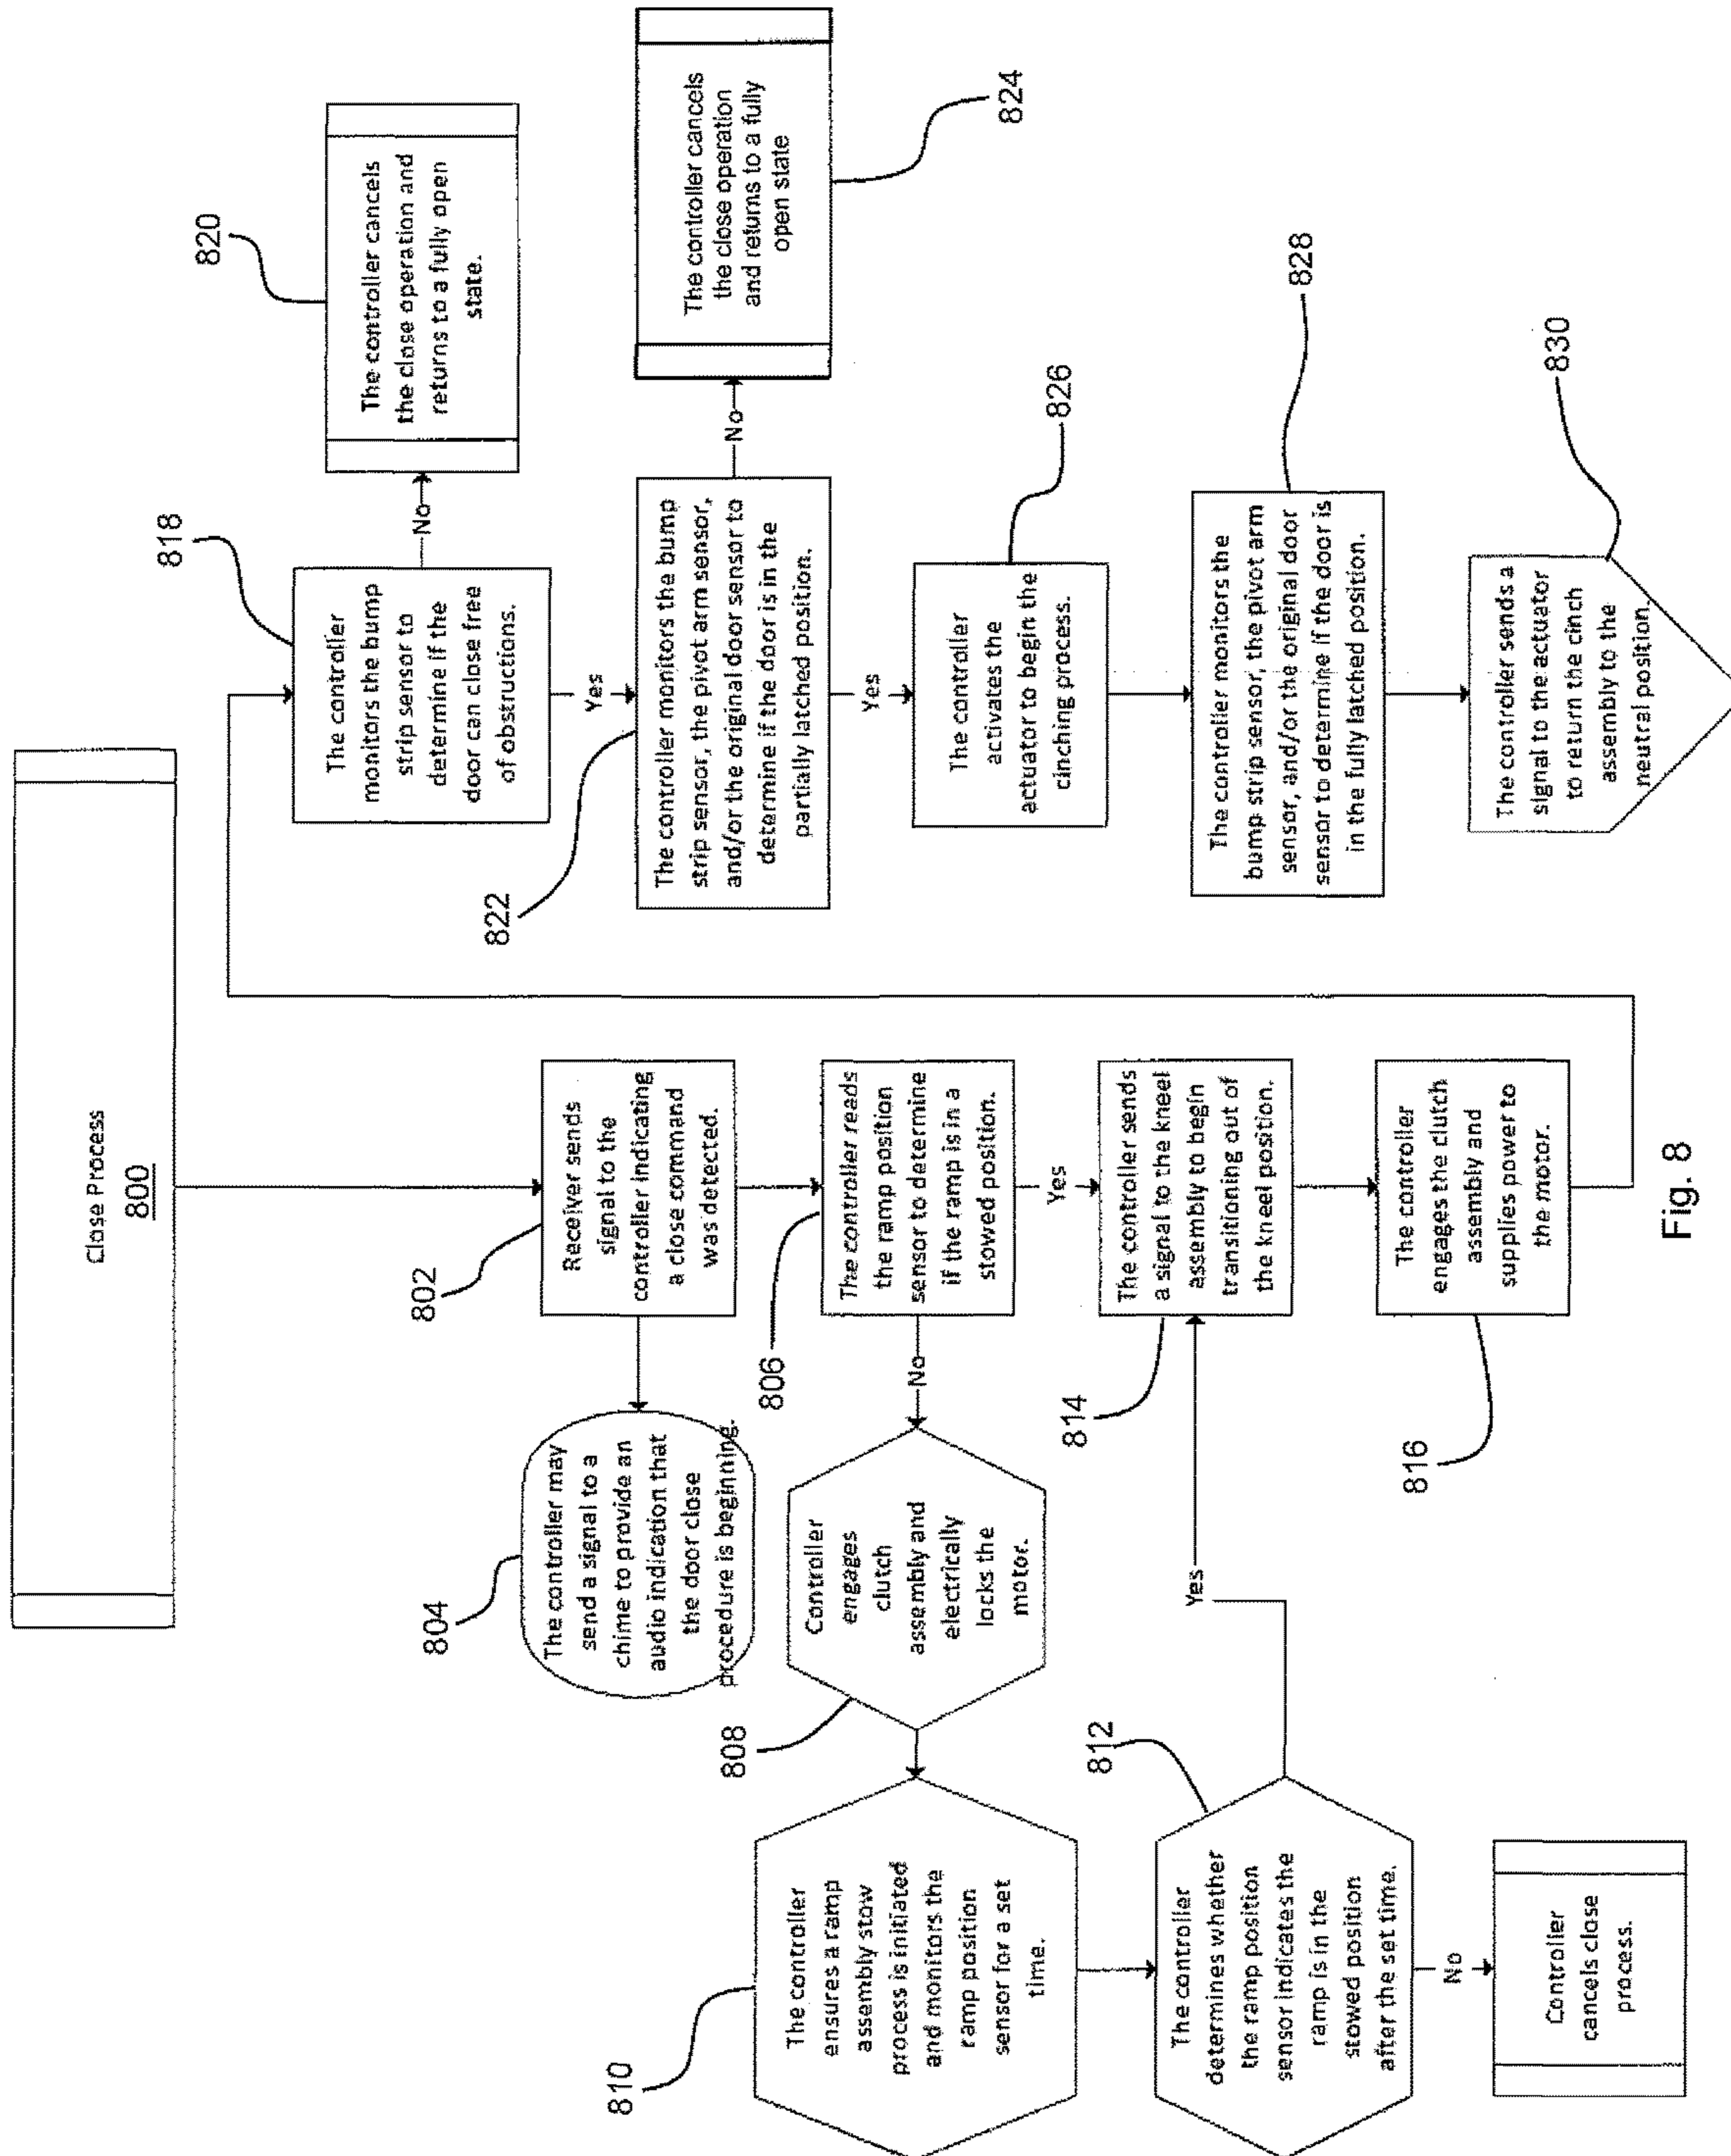 Close Process
800
802
Receiver sends
signal to the
controller indicating
a close command
was detected.
804
The controller may
send a signal to a
chime to provide an
audio indication that
the door close
procedure is beginning.
806
The controller reads
the ramp position
sensor to determine
if the ramp is in a
stowed position.
No
Yes
808
Controller
engages
clutch
assembly and
electrically
locks the
motor.
810
The controller
ensures a ramp
assembly stow
process is initiated
and monitors the
ramp position
sensor for a set
time.
812
The controller
determines whether
the ramp position
sensor indicates the
ramp is in the
stowed position
after the set time.
Yes
No
Controller
cancels close
process.
814
The controller sends
a signal to the kneel
assembly to begin
transitioning out of
the kneel position.
816
The controller
engages the clutch
assembly and
supplies power to
the motor.
818
The controller
monitors the bump
strip sensor to
determine if the
door can close free
of obstructions.
No
Yes
820
The controller cancels
the close operation and
returns to a fully open
state.
822
The controller monitors the bump
strip sensor, the pivot arm sensor,
and/or the original door sensor to
determine if the door is in the
partially latched position.
No
Yes
824
The controller cancels
the close operation
and returns to a fully
open state
826
The controller
activates the
actuator to begin the
cinching process.
828
The controller monitors the
bump strip sensor, the pivot arm
sensor, and/or the original door
sensor to determine if the door is
in the fully latched position.
830
The controller sends a
signal to the actuator
to return the cinch
assembly to the
neutral position.
Fig. 8